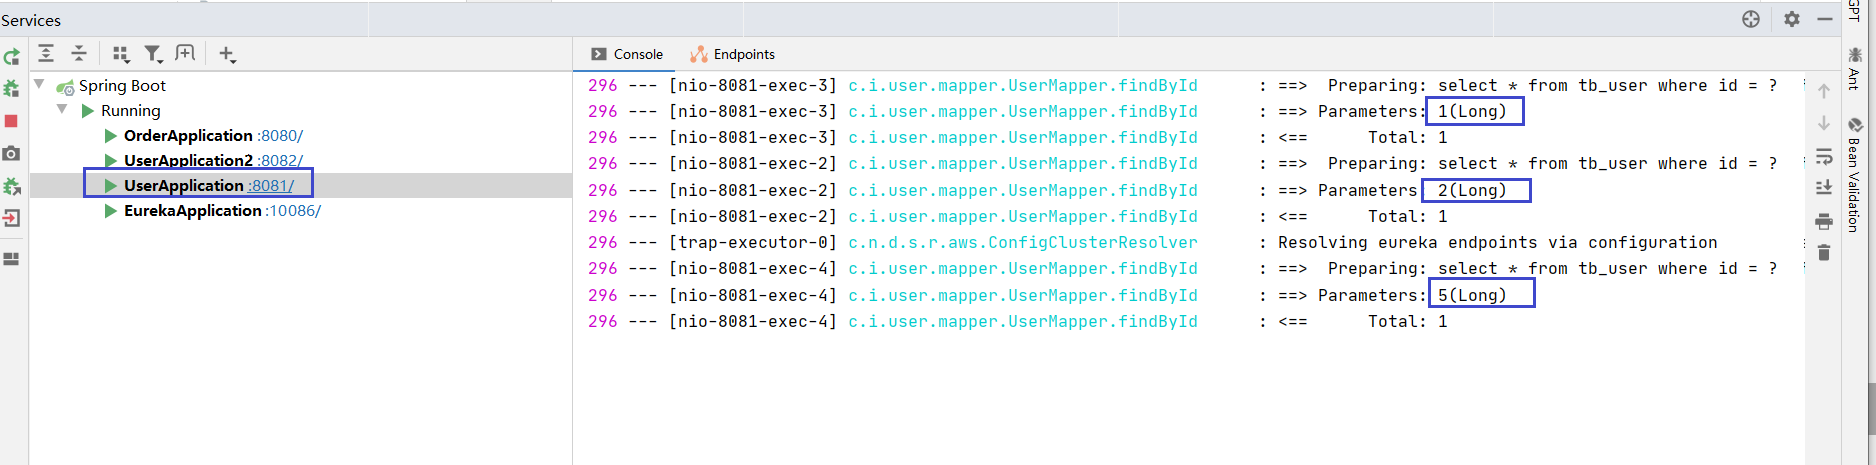 Services
Spring Boot
Running
OrderApplication :8080/
UserApplication2 :8082/
UserApplication :8081/
EurekaApplication :10086/
Console
Endpoints
296 --- [nio-8081-exec-3] c.i.user.mapper.UserMapper.findById : ==>  Preparing: select * from tb_user where id = ?
296 --- [nio-8081-exec-3] c.i.user.mapper.UserMapper.findById : ==> Parameters: 1(Long)
296 --- [nio-8081-exec-3] c.i.user.mapper.UserMapper.findById : <==      Total: 1
296 --- [nio-8081-exec-2] c.i.user.mapper.UserMapper.findById : ==>  Preparing: select * from tb_user where id = ?
296 --- [nio-8081-exec-2] c.i.user.mapper.UserMapper.findById : ==> Parameters: 2(Long)
296 --- [nio-8081-exec-2] c.i.user.mapper.UserMapper.findById : <==      Total: 1
296 --- [trap-executor-0] c.n.d.s.r.aws.ConfigClusterResolver : Resolving eureka endpoints via configuration
296 --- [nio-8081-exec-4] c.i.user.mapper.UserMapper.findById : ==>  Preparing: select * from tb_user where id = ?
296 --- [nio-8081-exec-4] c.i.user.mapper.UserMapper.findById : ==> Parameters: 5(Long)
296 --- [nio-8081-exec-4] c.i.user.mapper.UserMapper.findById : <==      Total: 1
GPT
Ant
Bean Validation